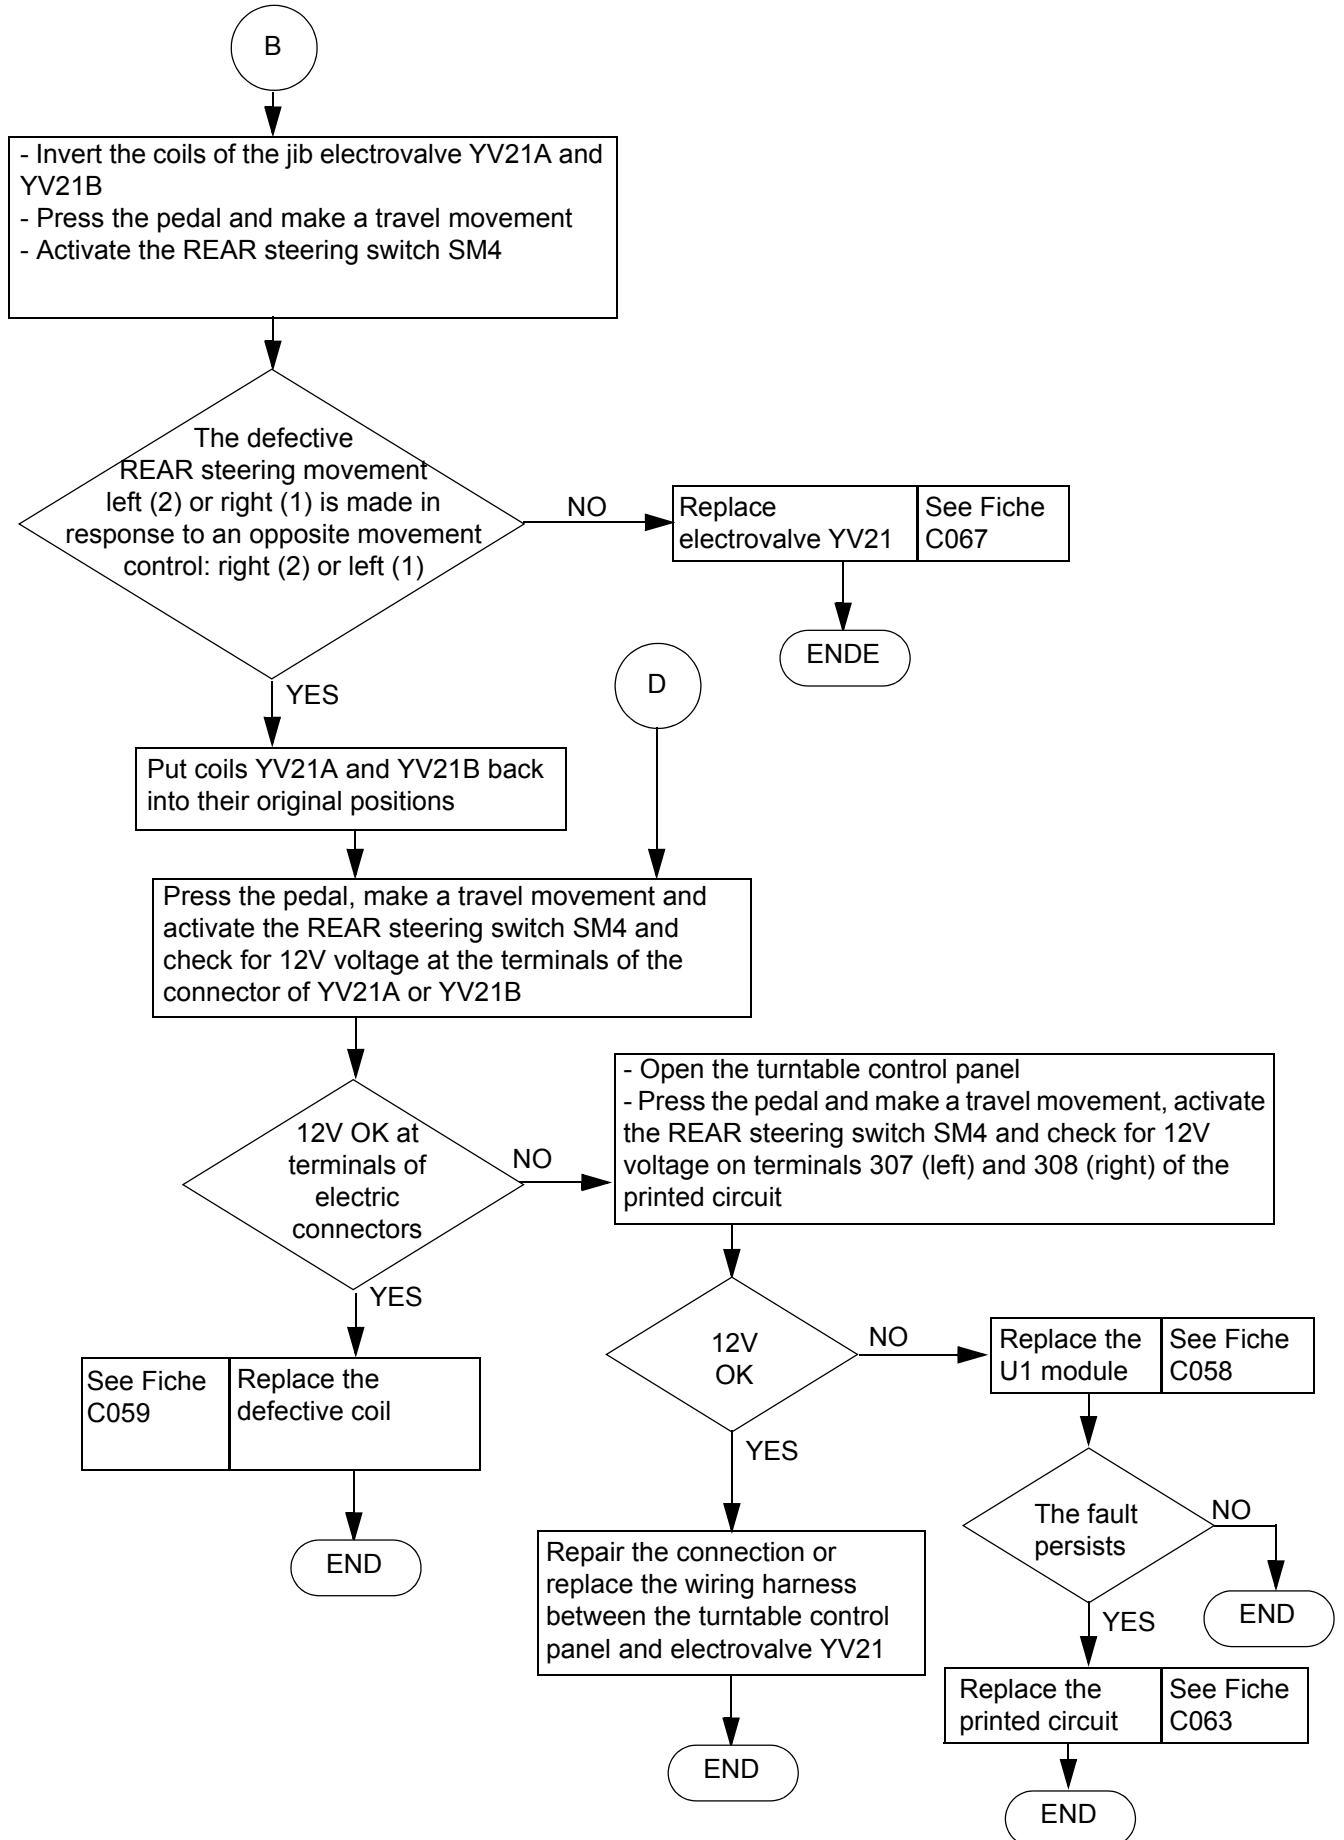 B
- Invert the coils of the jib electrovalve YV21A and
YV21B
- Press the pedal and make a travel movement
- Activate the REAR steering switch SM4
The defective
REAR steering movement
left (2) or right (1) is made in
response to an opposite movement
control: right (2) or left (1)
NO
Replace
electrovalve YV21
See Fiche
C067
ENDE
YES
D
Put coils YV21A and YV21B back
into their original positions
Press the pedal, make a travel movement and
activate the REAR steering switch SM4 and
check for 12V voltage at the terminals of the
connector of YV21A or YV21B
12V OK at
terminals of
electric
connectors
NO
- Open the turntable control panel
- Press the pedal and make a travel movement, activate
the REAR steering switch SM4 and check for 12V
voltage on terminals 307 (left) and 308 (right) of the
printed circuit
YES
See Fiche
C059
Replace the
defective coil
END
12V
OK
NO
Replace the
U1 module
See Fiche
C058
YES
Repair the connection or
replace the wiring harness
between the turntable control
panel and electrovalve YV21
END
The fault
persists
NO
END
YES
Replace the
printed circuit
See Fiche
C063
END